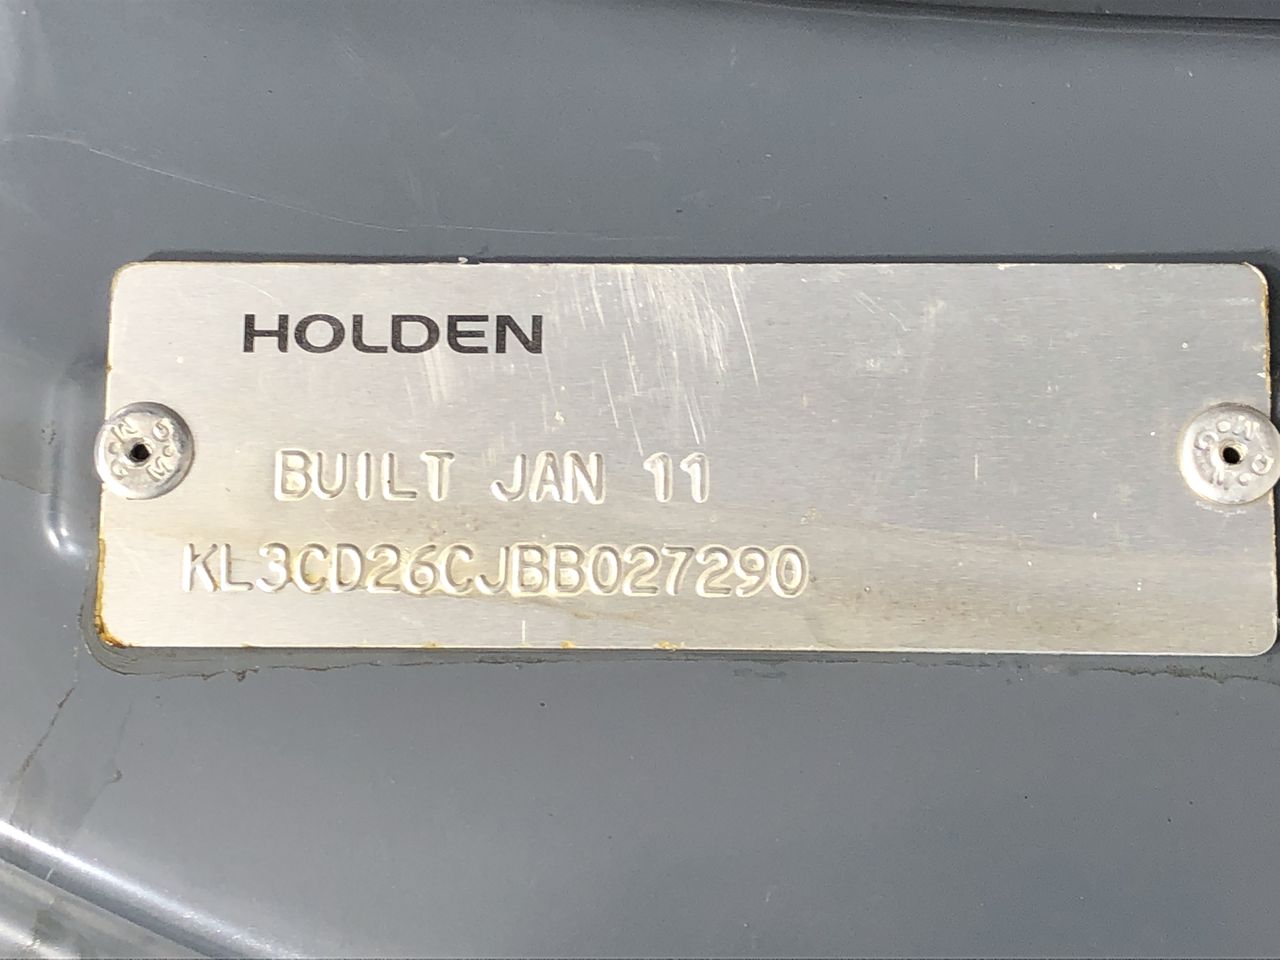 HOLDEN
BUILT JAN 11
KL3CD26CJBB027290